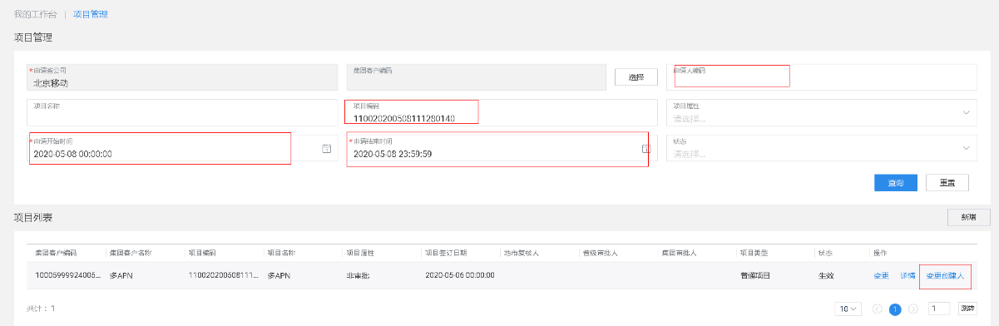 我的工作台 | 项目管理
项目管理
*申请省公司
北京移动
集团客户编码
选择
申请人编码
项目名称
项目编码
110020200508111280140
项目属性
请选择...
*申请开始时间
2020-05-08 00:00:00
*申请结束时间
2020-05-08 23:59:59
状态
请选择...
查询 重置
项目列表
新增
集团客户编码 集团客户名称 项目编码 项目名称 项目属性 项目签订日期 地市复核人 省级审批人 集团审批人 项目类型 状态 操作
10005999924005... 多APN 110020200508111... 多APN 非审批 2020-05-06 00:00:00 普通项目 生效 变更 详情 变更创建人
共计： 1
10 1 1 跳转